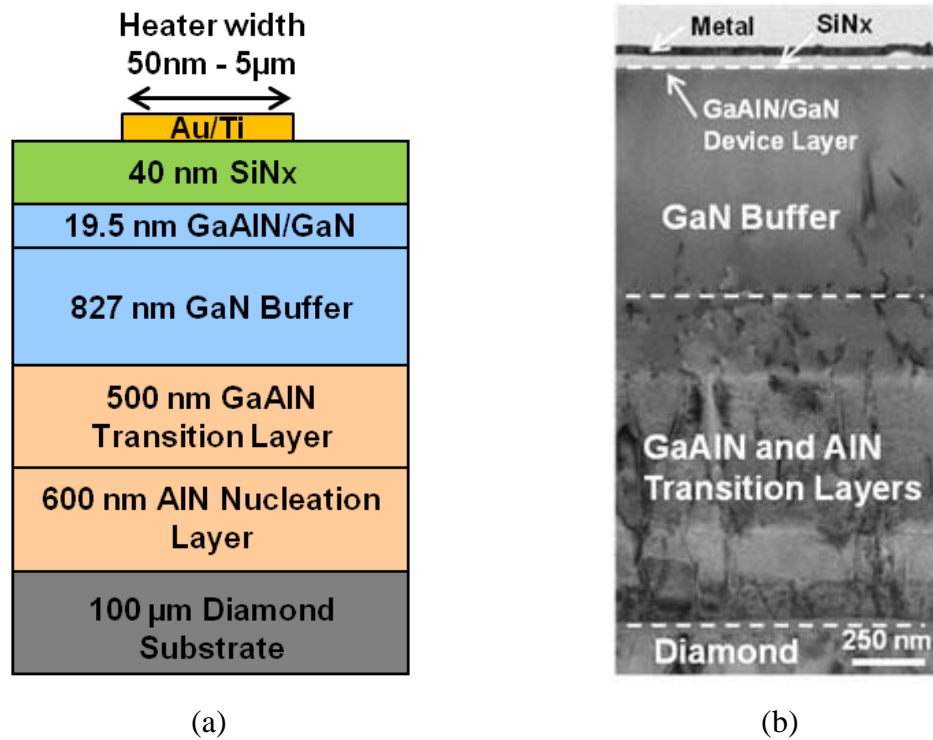 Heater width
50nm - 5µm
Au/Ti
40 nm SiNx
19.5 nm GaAlN/GaN
827 nm GaN Buffer
500 nm GaAlN
Transition Layer
600 nm AlN Nucleation
Layer
100 µm Diamond
Substrate
(a)
Metal
SiNx
GaAlN/GaN
Device Layer
GaN Buffer
GaAlN and AlN
Transition Layers
Diamond
250 nm
(b)